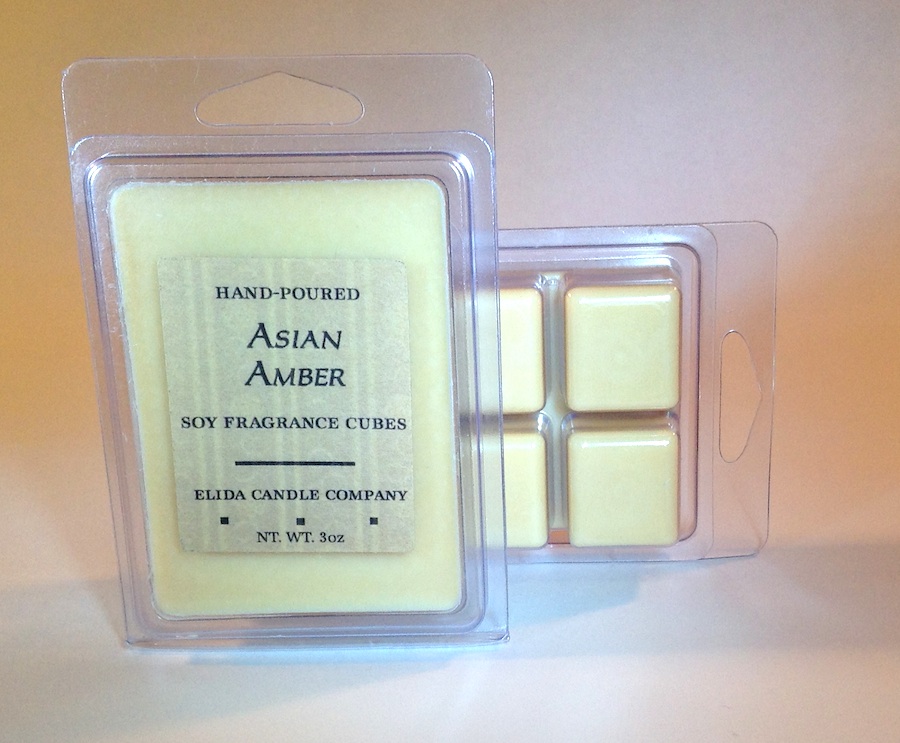 HAND-POURED
ASIAN
AMBER
SOY FRAGRANCE CUBES
ELIDA CANDLE COMPANY
NT. WT. 3oz